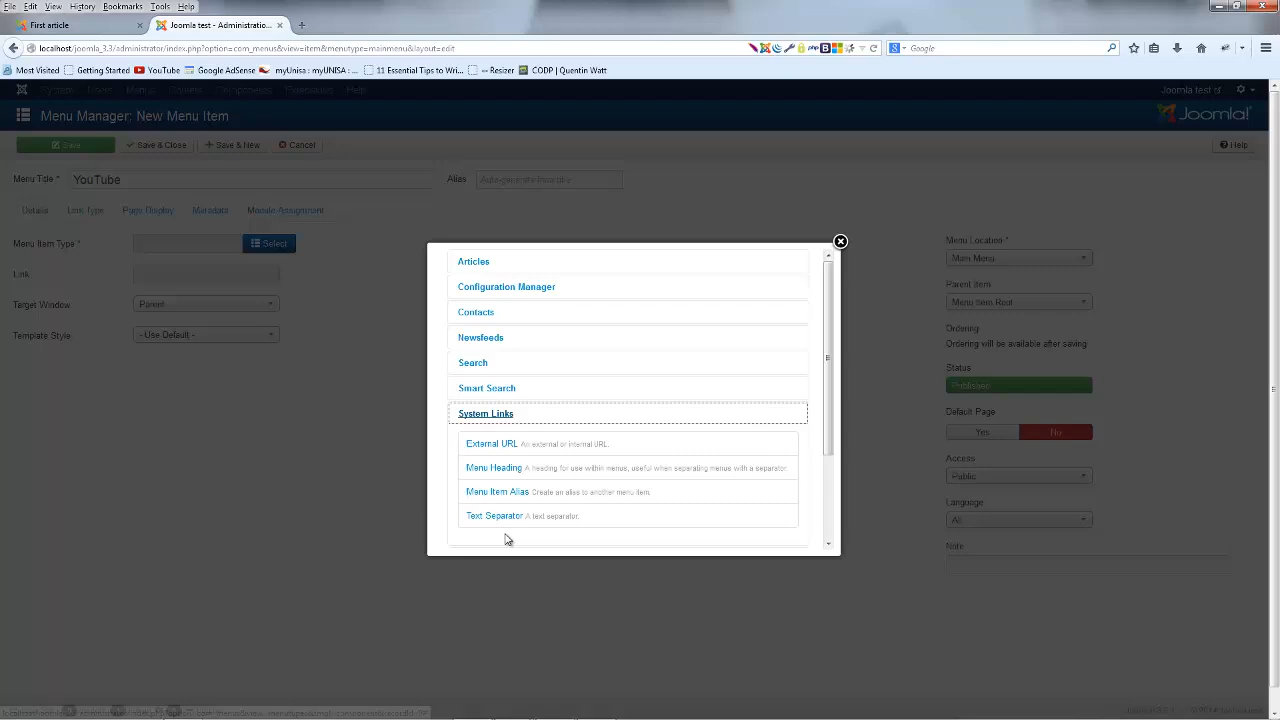 File Edit View History Bookmarks Tools Help
First article
Joomla test - Administratio...
localhost/joomla_3.3/administrator/index.php?option=com_menus&view=item&menutype=mainmenu&layout=edit
Google
Most Visited Getting Started YouTube Google AdSense myUnisa : myUNISA : ... 11 Essential Tips to Wri... -- Resizer CODP | Quentin Watt
System Users Menus Content Components Extensions Help
Joomla test
Menu Manager: New Menu Item
Joomla!
Save Save & Close Save & New Cancel Help
Menu Title * YouTube Alias Auto-generate from title
Details Link Type Page Display Metadata Module Assignment
Menu Item Type * Select
Link
Target Window Parent
Template Style - Use Default -
Articles
Configuration Manager
Contacts
Newsfeeds
Search
Smart Search
System Links
External URL An external or internal URL.
Menu Heading A heading for use within menus, useful when separating menus with a separator.
Menu Item Alias Create an alias to another menu item.
Text Separator A text separator.
Menu Location *
Main Menu
Parent Item
Menu Item Root
Ordering
Ordering will be available after saving
Status
Published
Default Page
Yes No
Access
Public
Language
All
Note